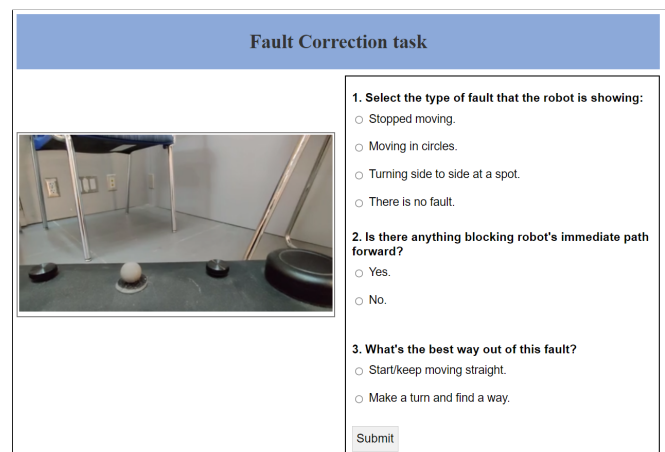 Fault Correction task
1. Select the type of fault that the robot is showing:
Stopped moving.
Moving in circles.
Turning side to side at a spot.
There is no fault.
2. Is there anything blocking robot's immediate path
forward?
Yes.
No.
3. What's the best way out of this fault?
Start/keep moving straight.
Make a turn and find a way.
Submit